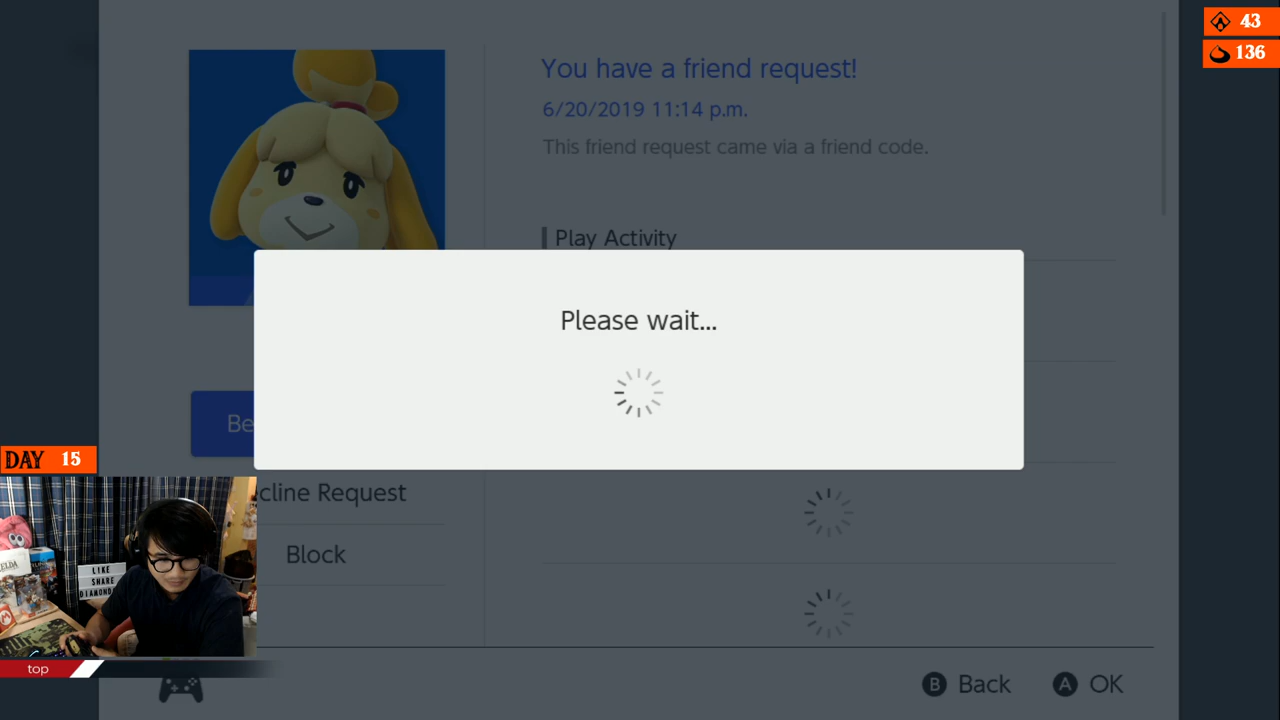 43
136
You have a friend request!
6/20/2019 11:14 p.m.
This friend request came via a friend code.
Play Activity
Please wait...
Be
cline Request
Block
DAY 15
LIKE
SHARE
DIAMOND
top
B Back
A OK